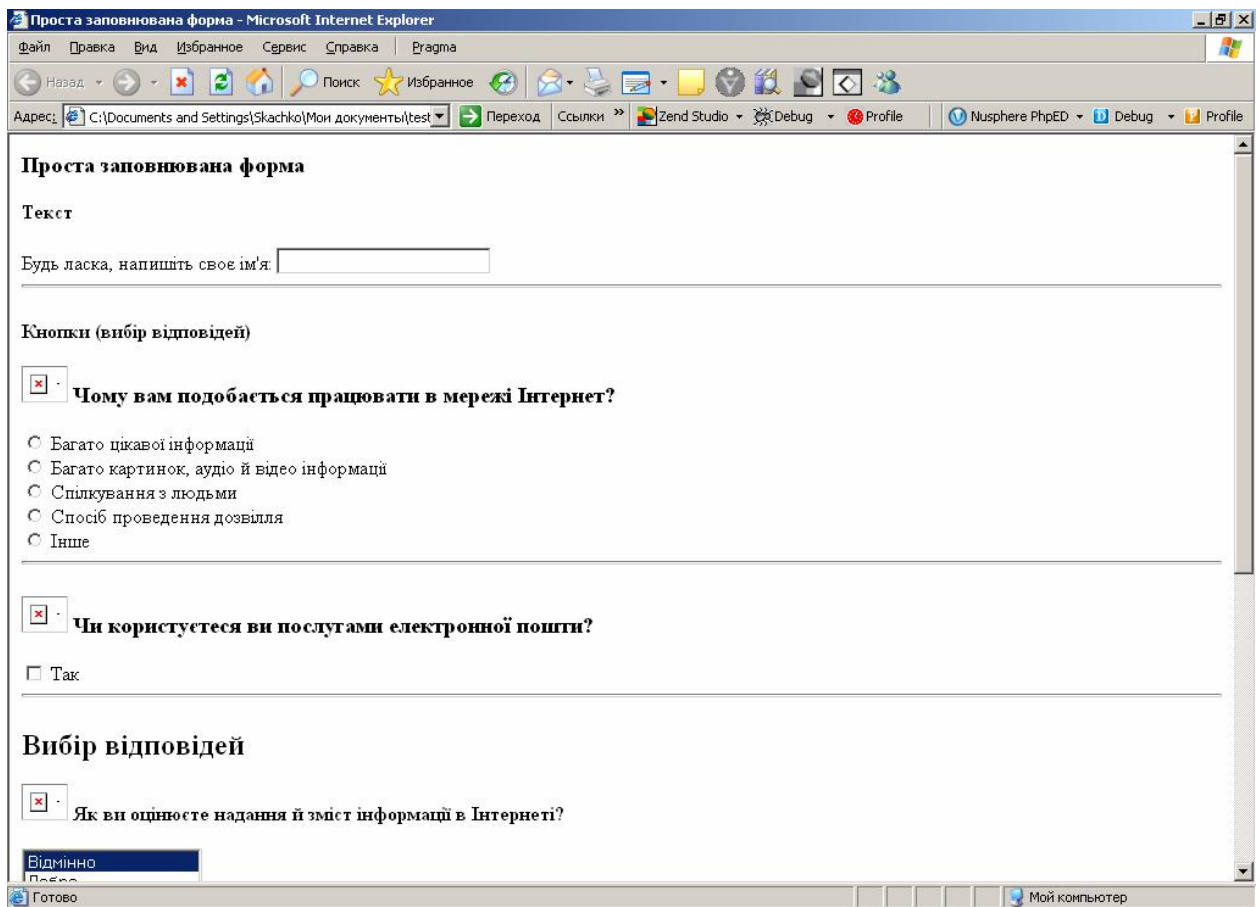 Проста заповнювана форма - Microsoft Internet Explorer
Файл Правка Вид Избранное Сервис Справка Pragma
Назад Поиск Избранное
Адрес: C:\Documents and Settings\Skachko\Мои документы\test Переход Ссылки » Zend Studio Debug Profile Nusphere PhpED Debug Profile
Проста заповнювана форма
Текст
Будь ласка, напишіть своє ім'я:
Кнопки (вибір відповідей)
Чому вам подобається працювати в мережі Інтернет?
Багато цікавої інформації
Багато картинок, аудіо й відео інформації
Спілкування з людьми
Спосіб проведення дозвілля
Інше
Чи користуєтеся ви послугами електронної пошти?
Так
Вибір відповідей
Як ви оцінюєте надання й зміст інформації в Інтернеті?
Відмінно
Готово Мой компьютер